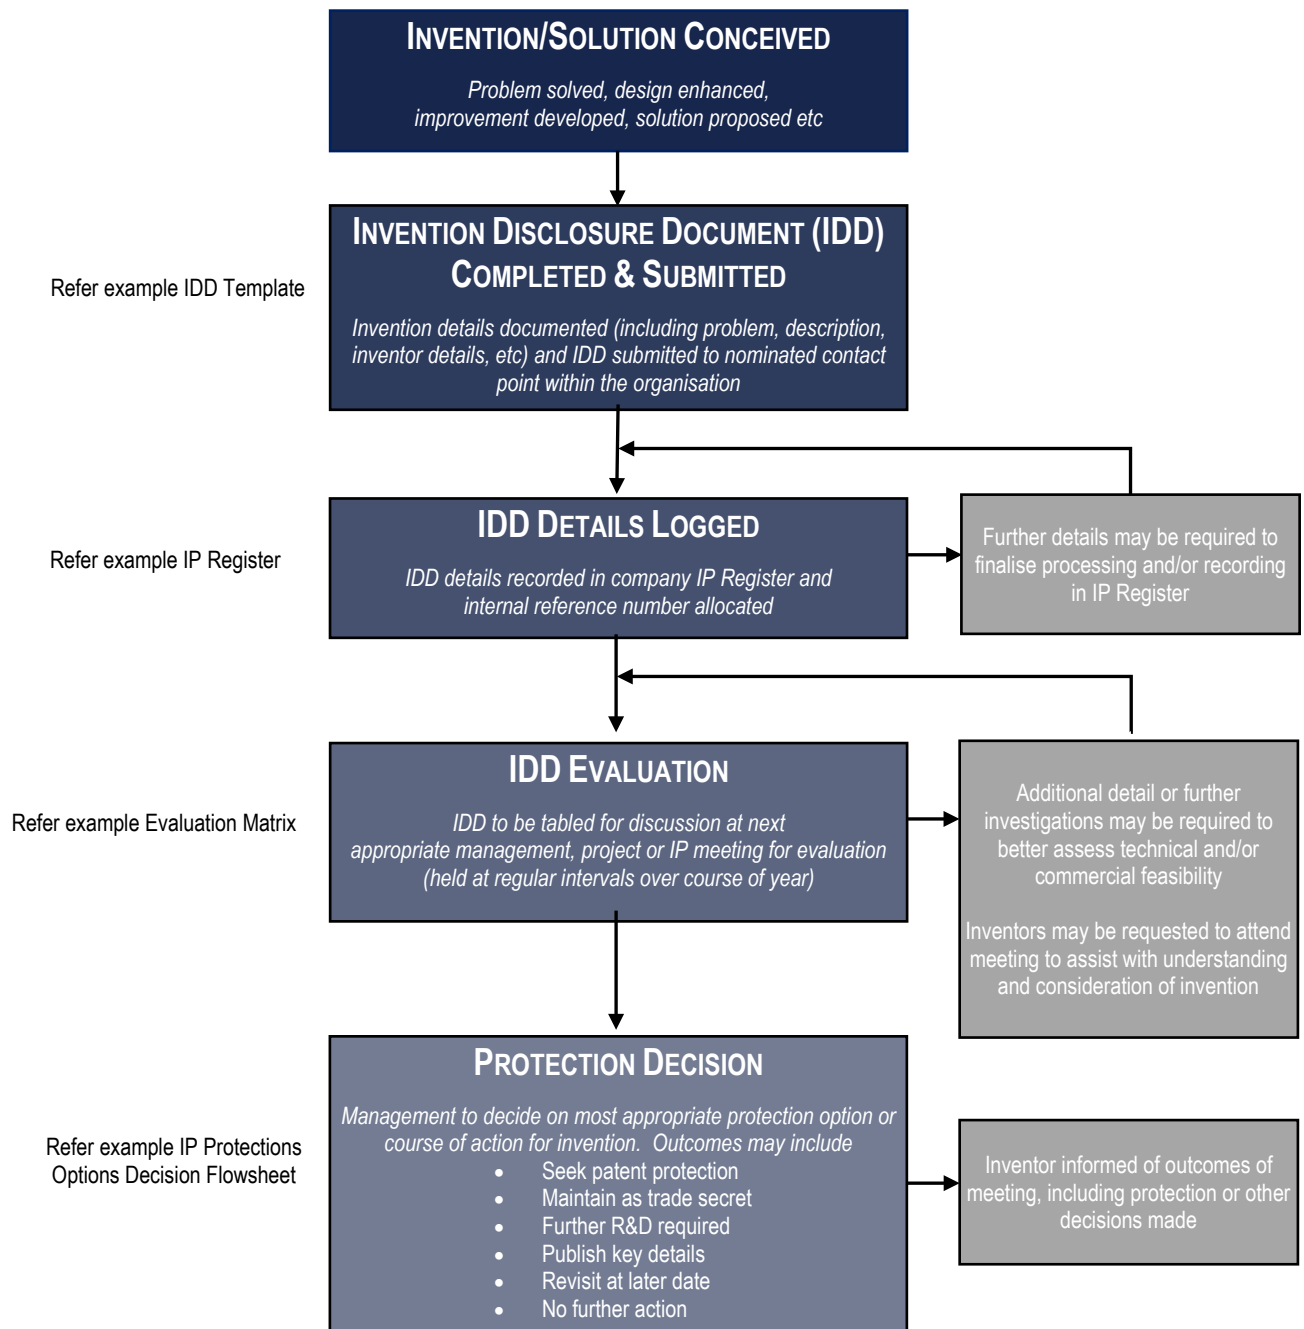 INVENTION/SOLUTION CONCEIVED
Problem solved, design enhanced,
improvement developed, solution proposed etc
INVENTION DISCLOSURE DOCUMENT (IDD)
COMPLETED & SUBMITTED
Refer example IDD Template
Invention details documented (including problem, description,
inventor details, etc) and IDD submitted to nominated contact
point within the organisation
IDD DETAILS LOGGED
Refer example IP Register
IDD details recorded in company IP Register and
internal reference number allocated
Further details may be required to
finalise processing and/or recording
in IP Register
IDD EVALUATION
Refer example Evaluation Matrix
IDD to be tabled for discussion at next
appropriate management, project or IP meeting for evaluation
(held at regular intervals over course of year)
Additional detail or further
investigations may be required to
better assess technical and/or
commercial feasibility
Inventors may be requested to attend
meeting to assist with understanding
and consideration of invention
PROTECTION DECISION
Refer example IP Protections
Options Decision Flowsheet
Management to decide on most appropriate protection option or
course of action for invention.  Outcomes may include
• Seek patent protection
• Maintain as trade secret
• Further R&D required
• Publish key details
• Revisit at later date
• No further action
Inventor informed of outcomes of
meeting, including protection or other
decisions made